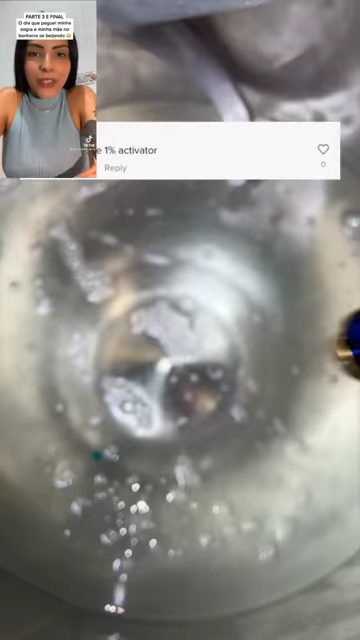 PARTE 3 E FINAL
O dia que peguei minha
sogra e minha mãe no
banheiro se beijando
e 1% activator
Reply
0
TikTok